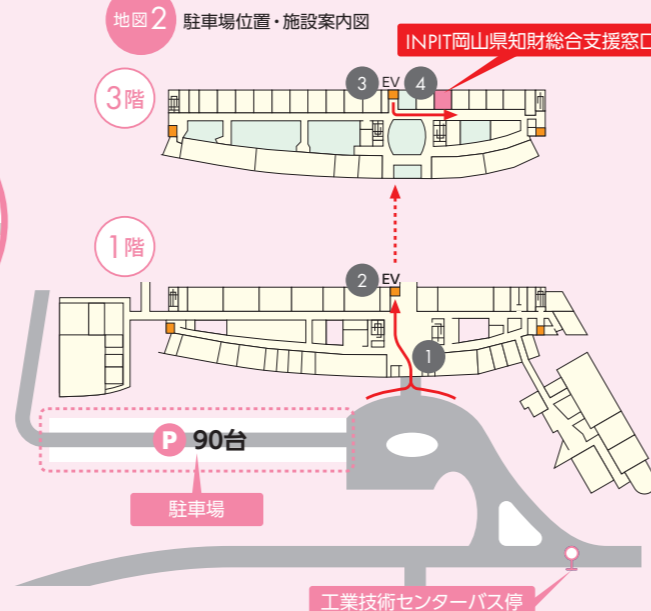 地図2 駐車場位置・施設案内図
INPIT岡山県知財総合支援窓口
3階
3 EV 4
1階
2 EV
1
P 90台
駐車場
工業技術センターバス停